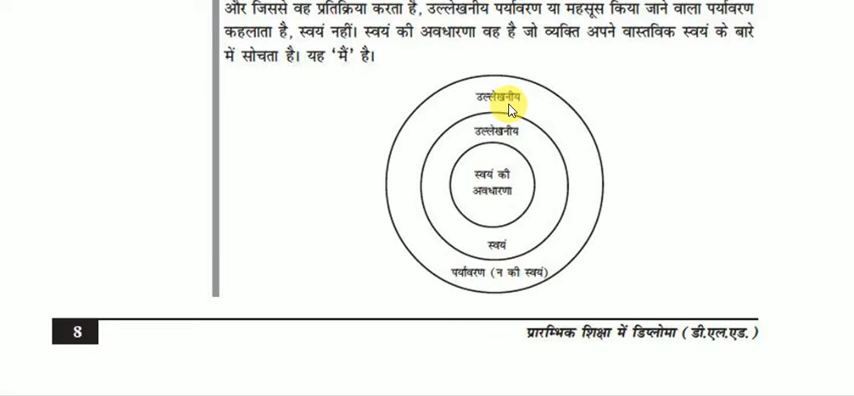 और जिससे वह प्रतिक्रिया करता है, उल्लेखनीय पर्यावरण या महसूस किया जाने वाला पर्यावरण
कहलाता है, स्वयं नहीं। स्वयं की अवधारणा वह है जो व्यक्ति अपने वास्तविक स्वयं के बारे
में सोचता है। यह ‘मैं’ है।
उल्लेखनीय
उल्लेखनीय
स्वयं की
अवधारणा
स्वयं
पर्यावरण (न की स्वयं)
8
प्रारम्भिक शिक्षा में डिप्लोमा (डी.एल.एड.)